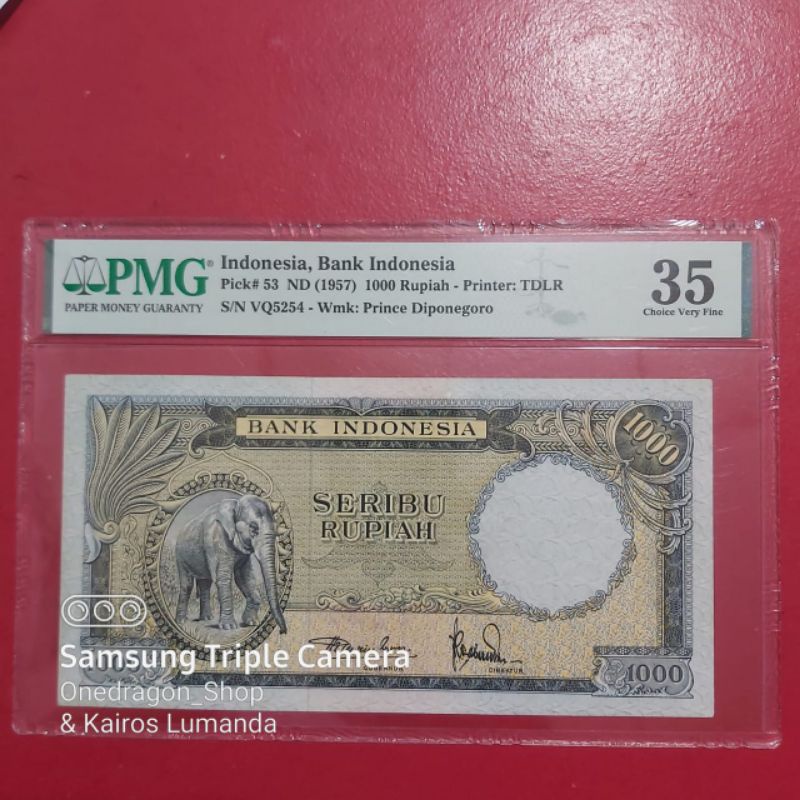 PMG®
PAPER MONEY GUARANTY
Indonesia, Bank Indonesia
Pick# 53 ND (1957) 1000 Rupiah - Printer: TDLR
S/N VQ5254 - Wmk: Prince Diponegoro
35
Choice Very Fine
BANK INDONESIA
1000
SERIBU
RUPIAH
GUBERNUR
DIREKTUR
1000
Samsung Triple Camera
Onedragon_Shop
& Kairos Lumanda